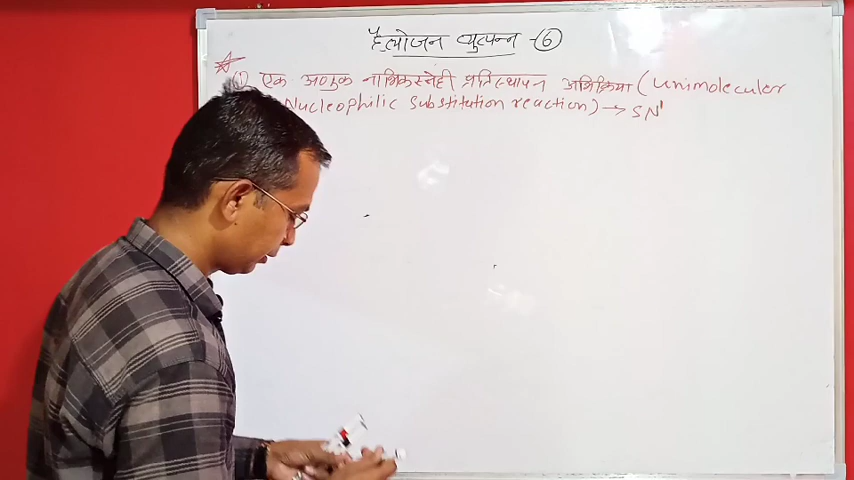 हैलोजन व्युत्पन्न -⑥
① एक अणुक नाभिकस्नेही प्रतिस्थापन अभिक्रिया (Unimolecular
Nucleophilic Substitution reaction) → SN¹